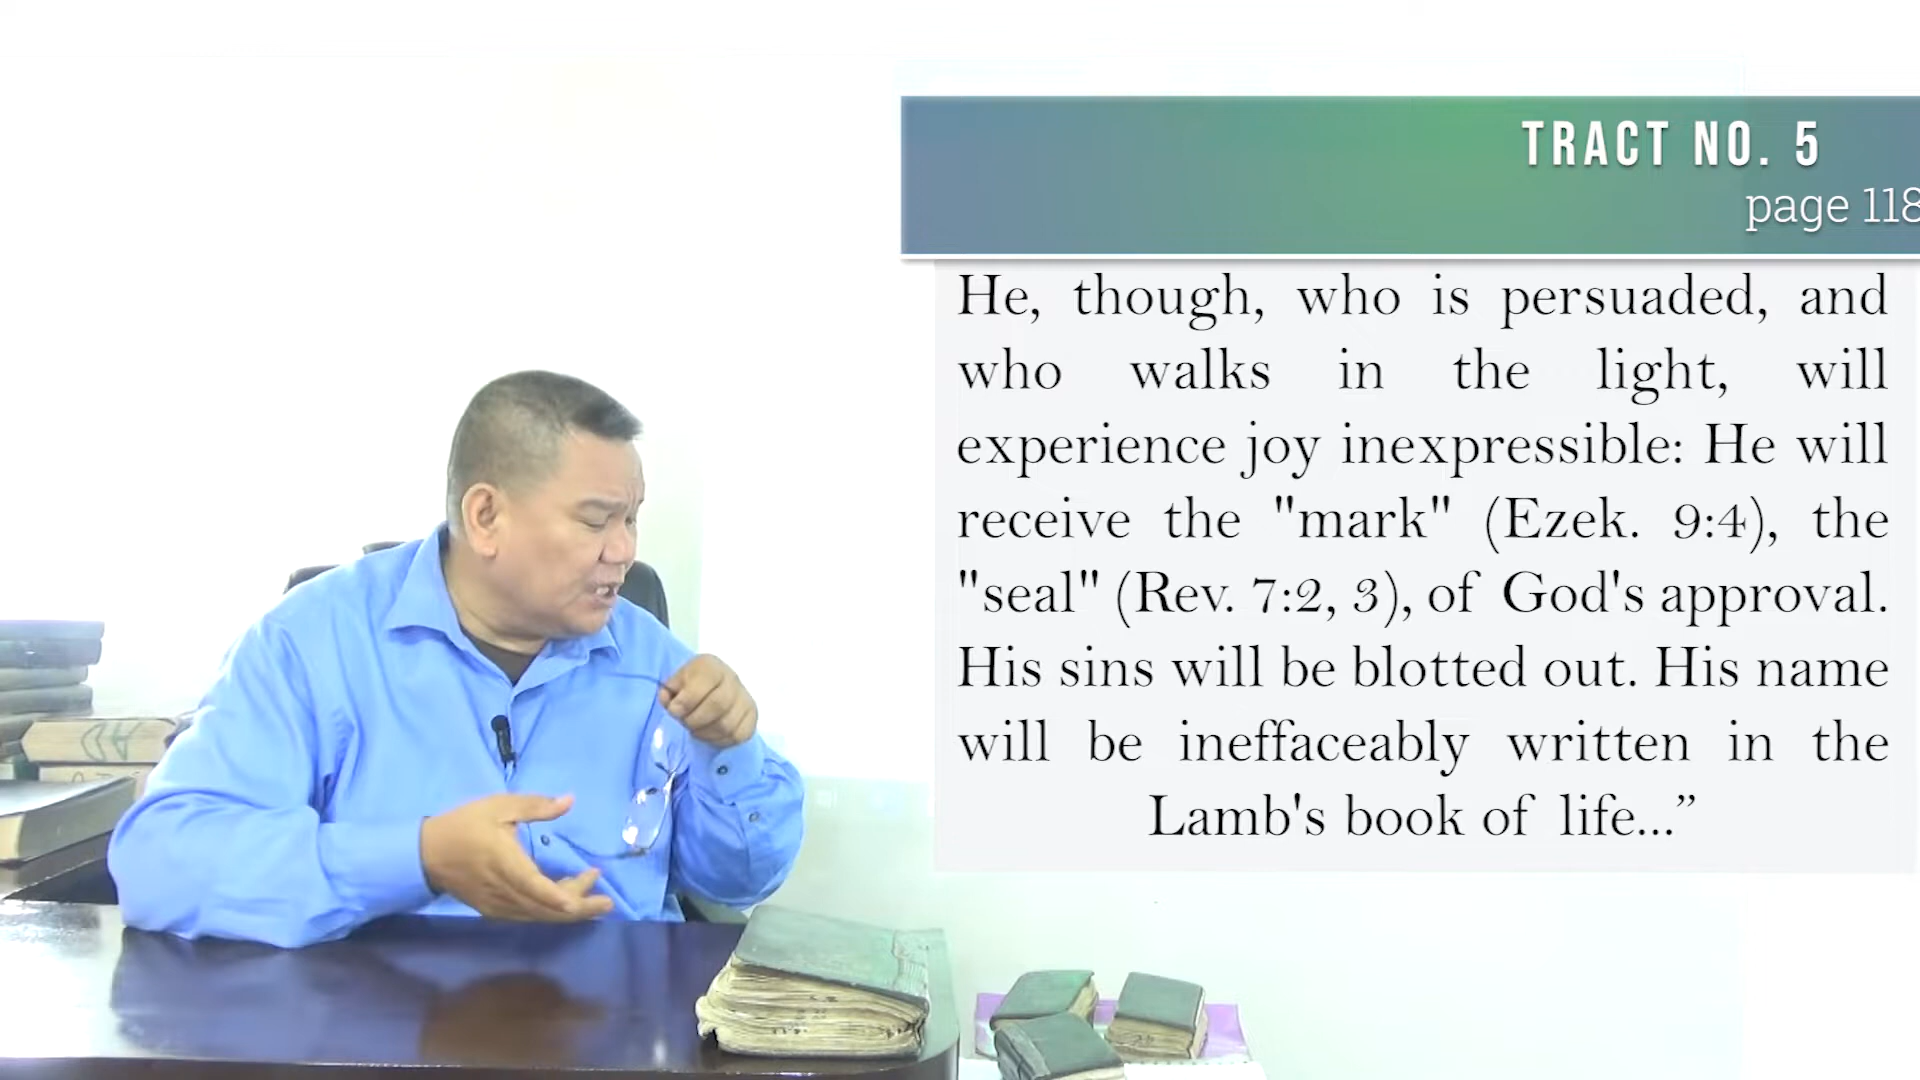 TRACT NO. 5
page 118
He, though, who is persuaded, and
who walks in the light, will
experience joy inexpressible: He will
receive the "mark" (Ezek. 9:4), the
"seal" (Rev. 7:2, 3), of God's approval.
His sins will be blotted out. His name
will be ineffaceably written in the
Lamb's book of life...”